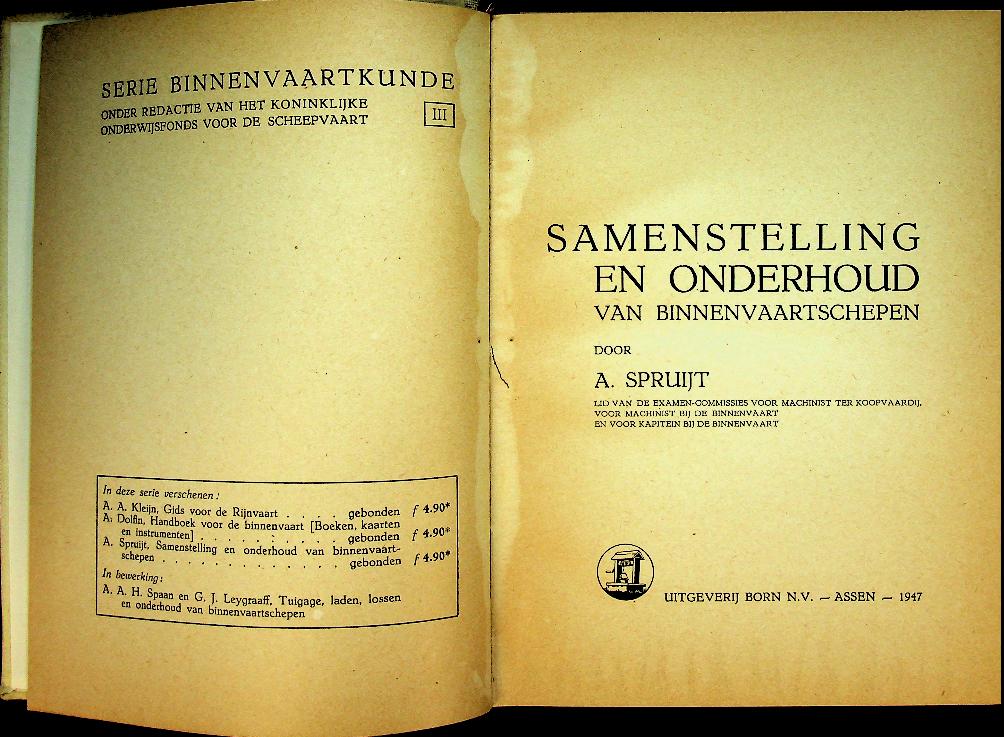 SERIE BINNENVAARTKUNDE
ONDER REDACTIE VAN HET KONINKLIJKE
ONDERWIJSFONDS VOOR DE SCHEEPVAART
III
In deze serie verschenen:
A. A. Kleijn, Gids voor de Rijnvaart . . . . gebonden f 4.90*
A. Dolfin, Handboek voor de binnenvaart [Boeken, kaarten
en instrumenten] . . . . . . . . . gebonden f 4.90*
A. Spruijt, Samenstelling en onderhoud van binnenvaart-
schepen . . . . . . . . . . . . . gebonden f 4.90*
In bewerking:
A. A. H. Spaan en G. J. Leygraaff, Tuigage, laden, lossen
en onderhoud van binnenvaartschepen
SAMENSTELLING
EN ONDERHOUD
VAN BINNENVAARTSCHEPEN
DOOR
A. SPRUIJT
LID VAN DE EXAMEN-COMMISSIES VOOR MACHINIST TER KOOPVAARDIJ,
VOOR MACHINIST BIJ DE BINNENVAART
EN VOOR KAPITEIN BIJ DE BINNENVAART
UITGEVERIJ BORN N.V. — ASSEN — 1947